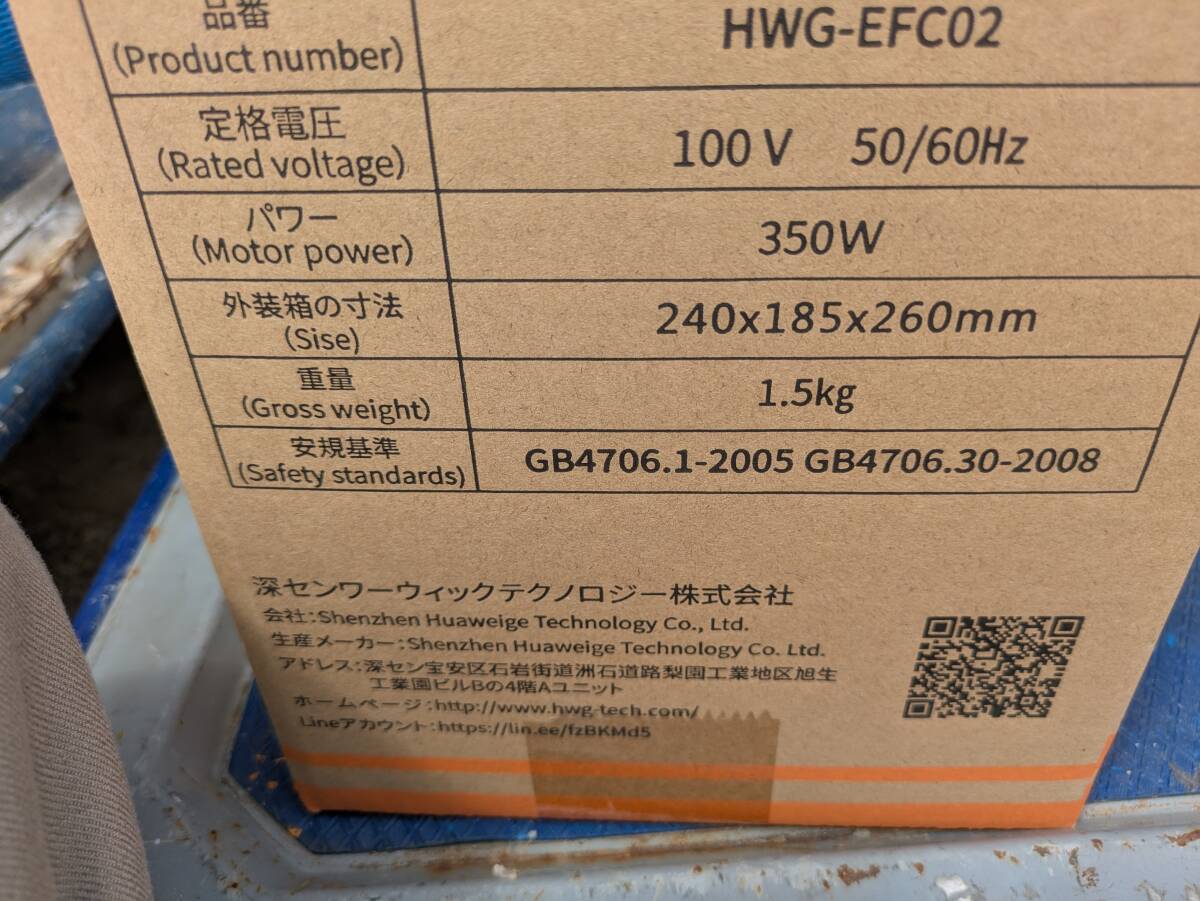 品番
(Product number)
HWG-EFC02
定格電圧
(Rated voltage)
100 V 50/60Hz
パワー
(Motor power)
350W
外装箱の寸法
(Sise)
240x185x260mm
重量
(Gross weight)
1.5kg
安規基準
(Safety standards)
GB4706.1-2005 GB4706.30-2008
深センワーウィックテクノロジー株式会社
会社:Shenzhen Huaweige Technology Co., Ltd.
生産メーカー:Shenzhen Huaweige Technology Co. Ltd.
アドレス:深セン宝安区石岩街道洲石道路梨園工業地区旭生
工業園ビルBの4階Aユニット
ホームページ:http://www.hwg-tech.com/
Lineアカウント:https://lin.ee/fzBKMd5